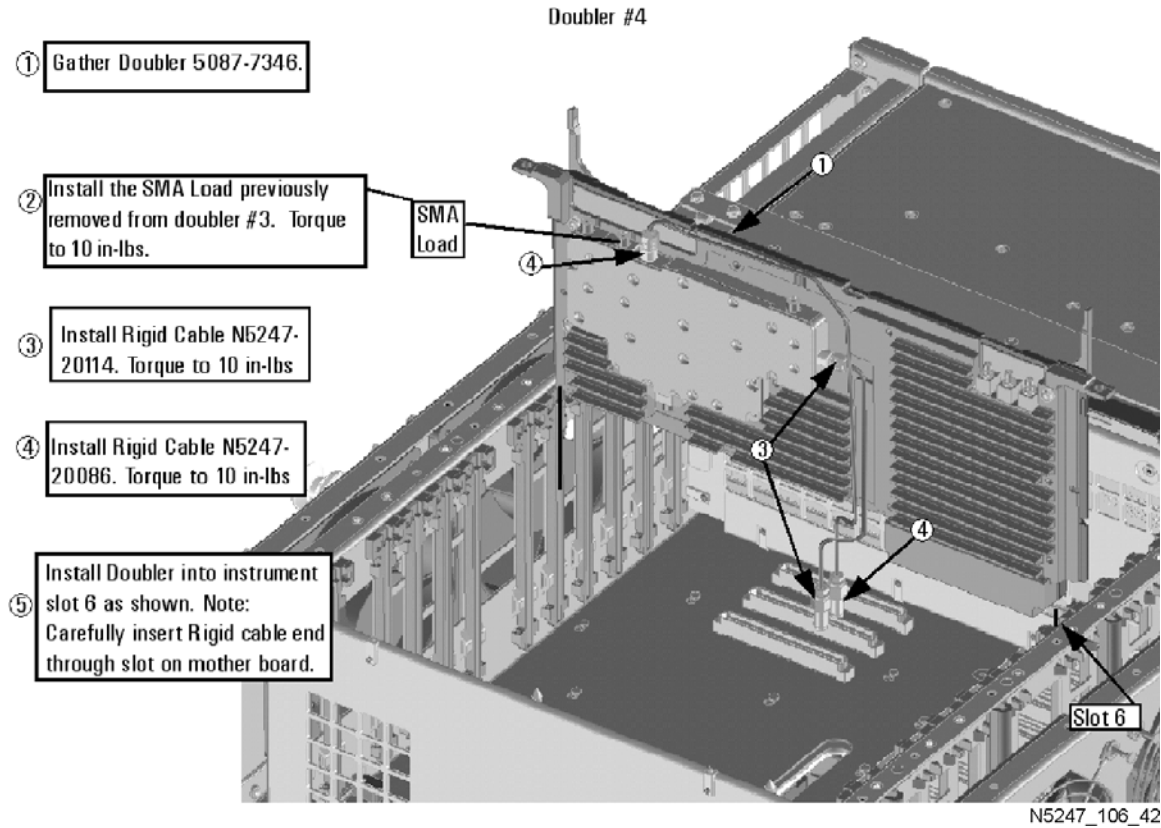 Doubler #4
① Gather Doubler 5087-7346.
② Install the SMA Load previously
removed from doubler #3. Torque
to 10 in-lbs.
③ Install Rigid Cable N5247-
20114. Torque to 10 in-lbs
④ Install Rigid Cable N5247-
20086. Torque to 10 in-lbs
⑤ Install Doubler into instrument
slot 6 as shown. Note:
Carefully insert Rigid cable end
through slot on mother board.
SMA
Load
①
④
③
④
Slot 6
N5247_106_42